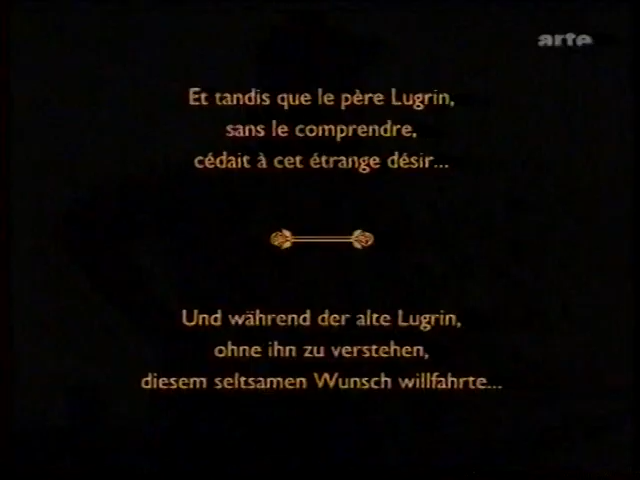 arte
Et tandis que le père Lugrin,
sans le comprendre,
cédait à cet étrange désir...
Und während der alte Lugrin,
ohne ihn zu verstehen,
diesem seltsamen Wunsch willfahrte...